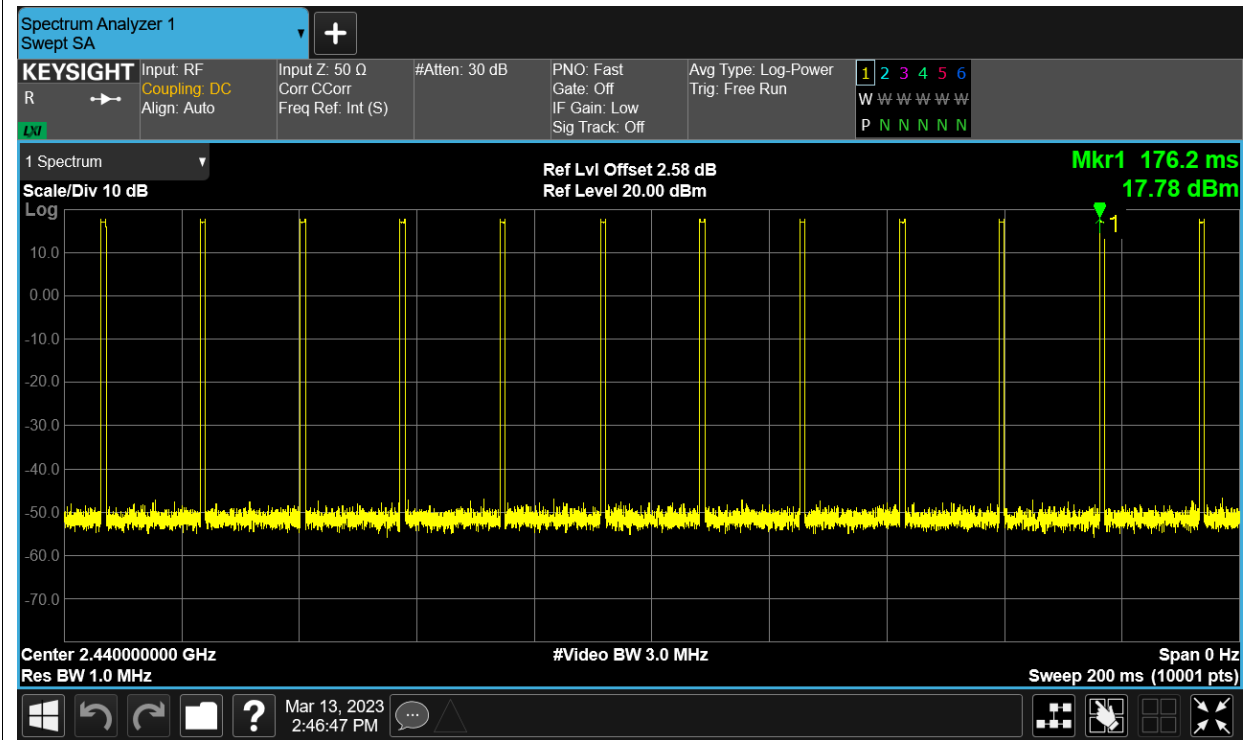 Spectrum Analyzer 1
Swept SA
▼
+
KEYSIGHT
R
LXI
Input: RF
Coupling: DC
Align: Auto
Input Z: 50 Ω
Corr CCorr
Freq Ref: Int (S)
#Atten: 30 dB
PNO: Fast
Gate: Off
IF Gain: Low
Sig Track: Off
Avg Type: Log-Power
Trig: Free Run
1 2 3 4 5 6
W W W W W W
P N N N N N
1 Spectrum ▼
Scale/Div 10 dB
Ref Lvl Offset 2.58 dB
Ref Level 20.00 dBm
Mkr1 176.2 ms
17.78 dBm
Log
1
10.0
0.00
-10.0
-20.0
-30.0
-40.0
-50.0
-60.0
-70.0
Center 2.440000000 GHz
#Video BW 3.0 MHz
Span 0 Hz
Res BW 1.0 MHz
Sweep 200 ms (10001 pts)
?
Mar 13, 2023
2:46:47 PM